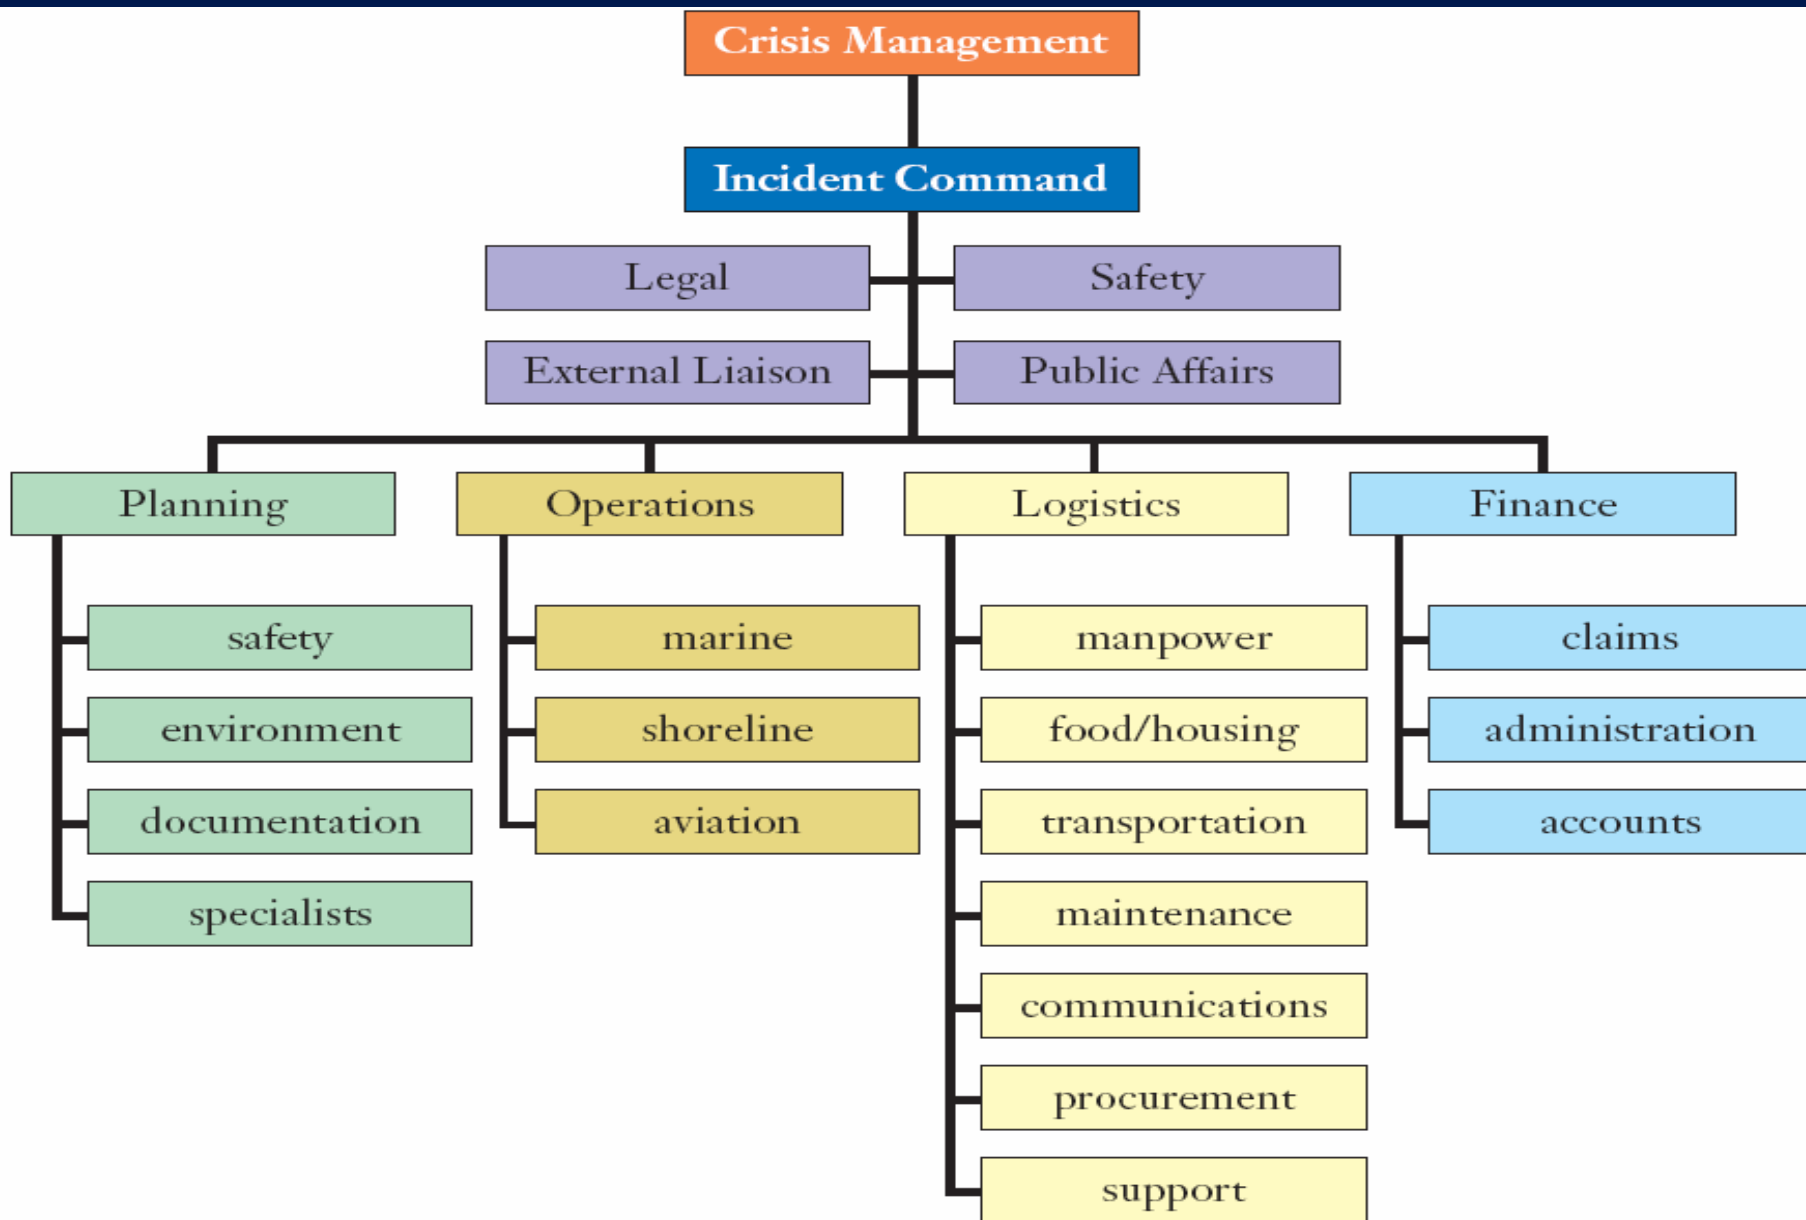 Crisis Management
Incident Command
Legal
Safety
External Liaison
Public Affairs
Planning
Operations
Logistics
Finance
safety
environment
documentation
specialists
marine
shoreline
aviation
manpower
food/housing
transportation
maintenance
communications
procurement
support
claims
administration
accounts